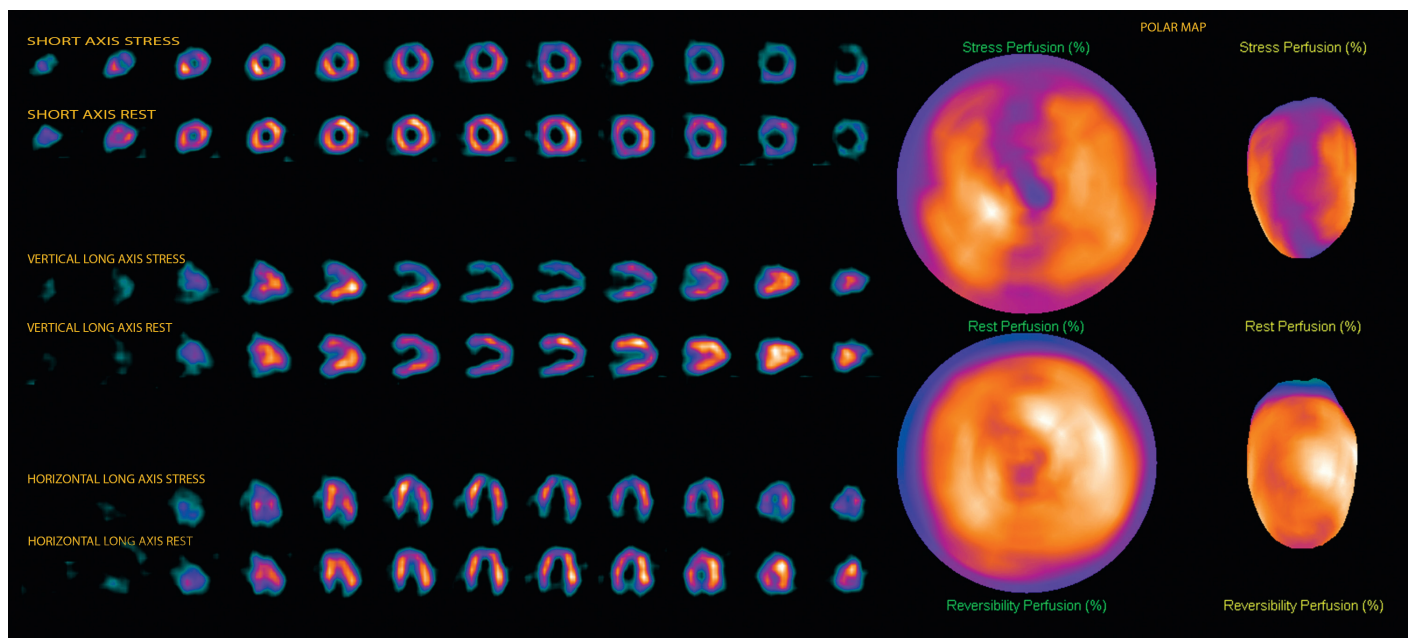 POLAR MAP
SHORT AXIS STRESS
Stress Perfusion (%)
Stress Perfusion (%)
SHORT AXIS REST
VERTICAL LONG AXIS STRESS
VERTICAL LONG AXIS REST
Rest Perfusion (%)
Rest Perfusion (%)
HORIZONTAL LONG AXIS STRESS
HORIZONTAL LONG AXIS REST
Reversibility Perfusion (%)
Reversibility Perfusion (%)